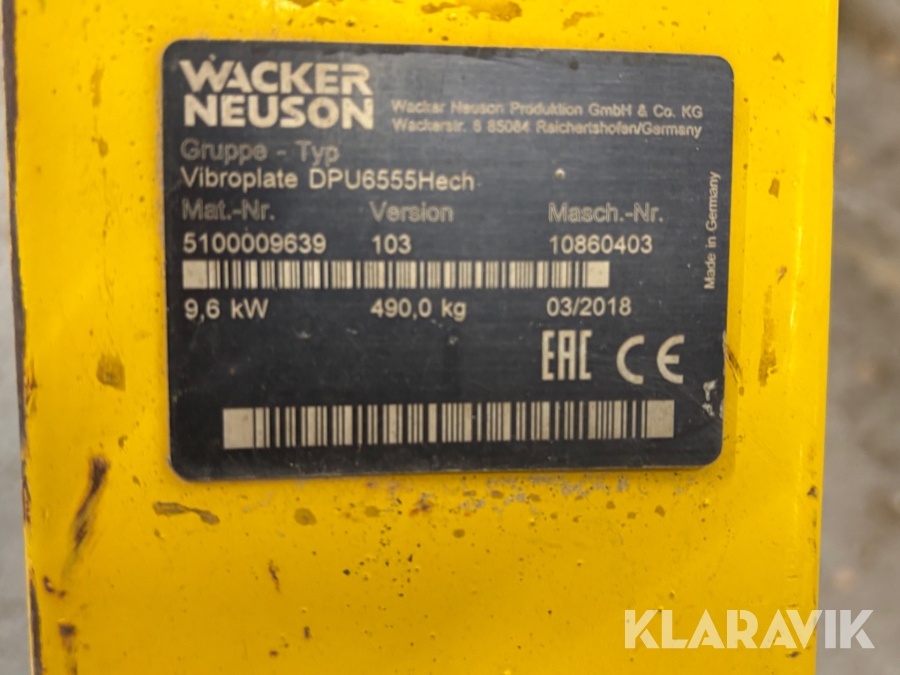 WACKER
NEUSON
Wacker Neuson Produktion GmbH & Co. KG
Wackerstr. 6 85084 Reichertshofen/Germany
Gruppe - Typ
Vibroplate DPU6555Hech
Mat.-Nr. Version Masch.-Nr.
5100009639 103 10860403
9,6 kW 490,0 kg 03/2018
Made in Germany
EAC CE
KLARAVIK